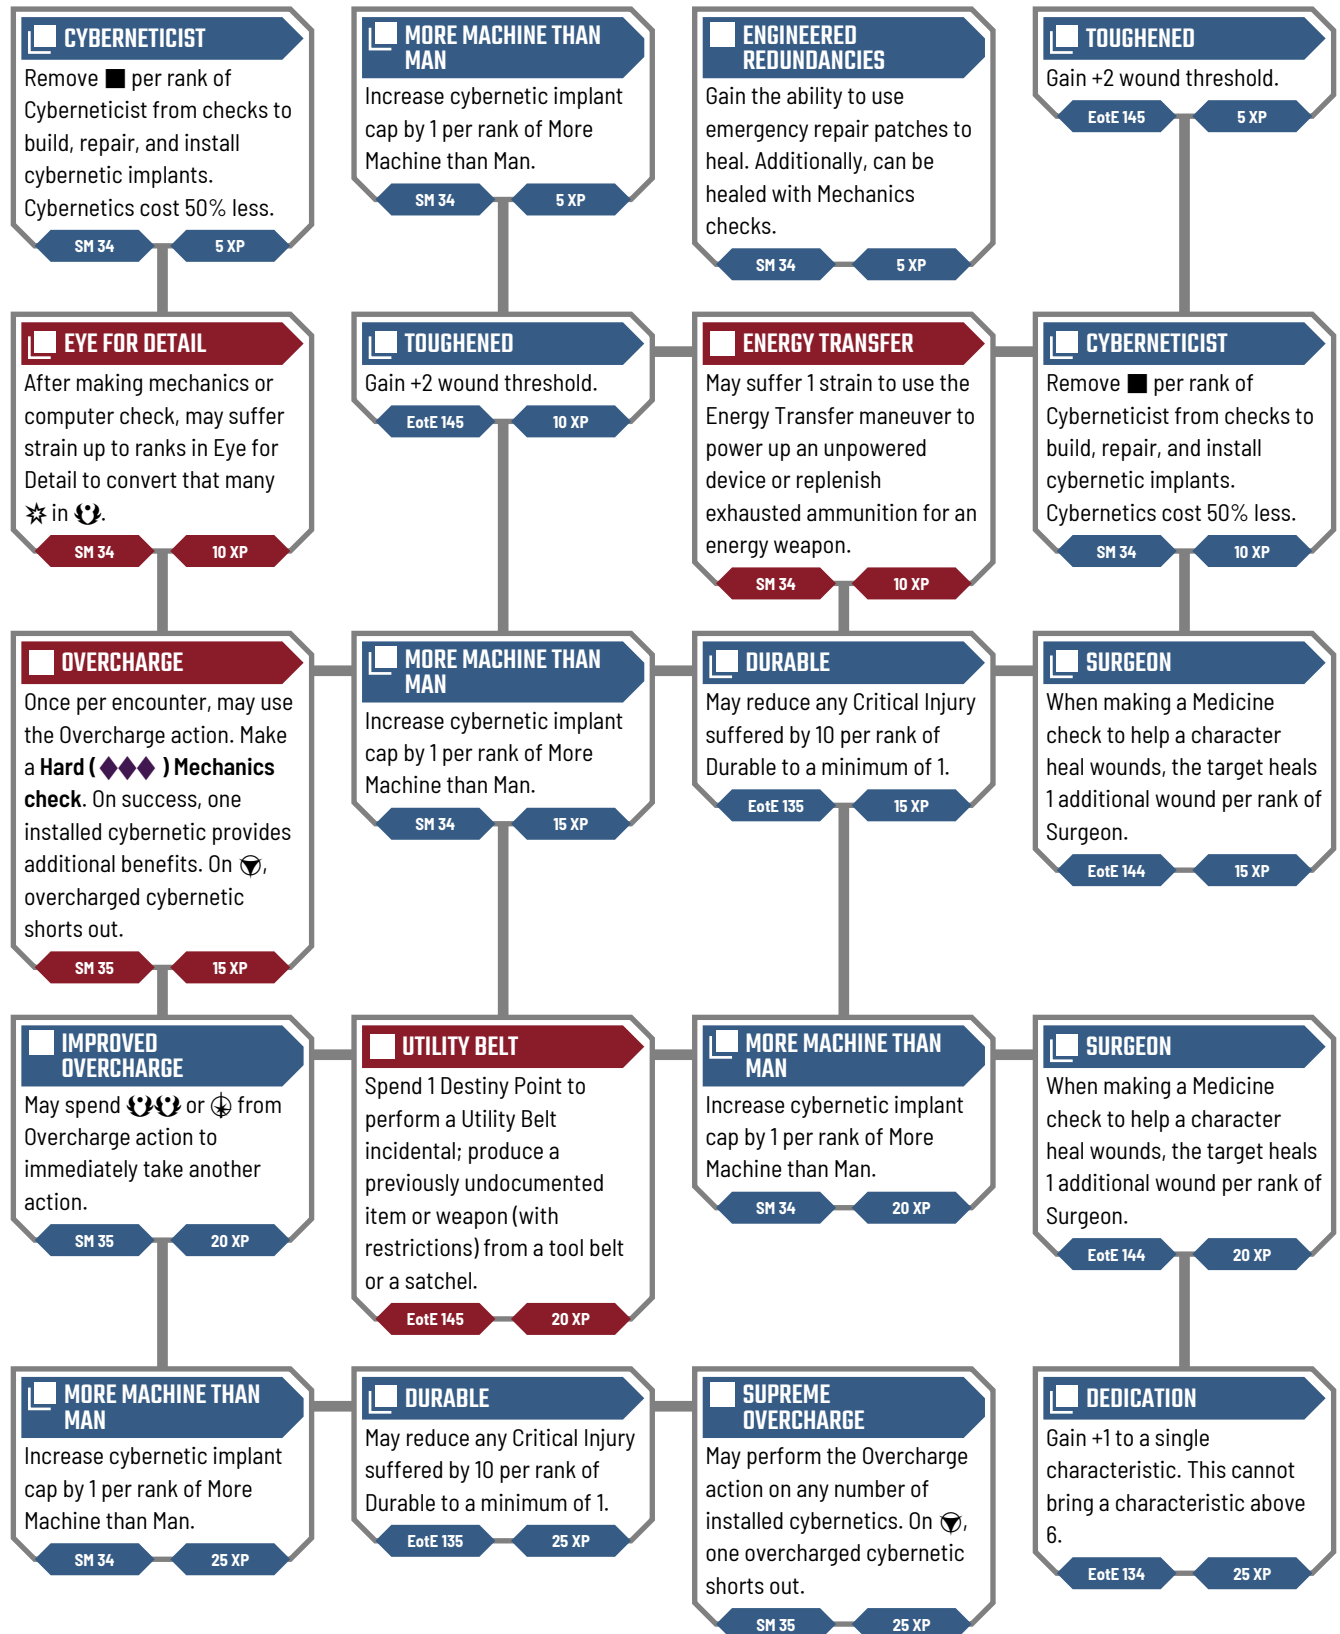 CYBERNETICIST
Remove per rank of
Cyberneticist from checks to
build, repair, and install
cybernetic implants.
Cybernetics cost 50% less.
SM 34
5 XP
MORE MACHINE THAN
MAN
Increase cybernetic implant
cap by 1 per rank of More
Machine than Man.
SM 34
5 XP
ENGINEERED
REDUNDANCIES
Gain the ability to use
emergency repair patches to
heal. Additionally, can be
healed with Mechanics
checks.
SM 34
5 XP
TOUGHENED
Gain +2 wound threshold.
EotE 145
5 XP
EYE FOR DETAIL
After making mechanics or
computer check, may suffer
strain up to ranks in Eye for
Detail to convert that many
in .
SM 34
10 XP
TOUGHENED
Gain +2 wound threshold.
EotE 145
10 XP
ENERGY TRANSFER
May suffer 1 strain to use the
Energy Transfer maneuver to
power up an unpowered
device or replenish
exhausted ammunition for an
energy weapon.
SM 34
10 XP
CYBERNETICIST
Remove per rank of
Cyberneticist from checks to
build, repair, and install
cybernetic implants.
Cybernetics cost 50% less.
SM 34
10 XP
OVERCHARGE
Once per encounter, may use
the Overcharge action. Make
a Hard ( ) Mechanics
check. On success, one
installed cybernetic provides
additional benefits. On ,
overcharged cybernetic
shorts out.
SM 35
15 XP
MORE MACHINE THAN
MAN
Increase cybernetic implant
cap by 1 per rank of More
Machine than Man.
SM 34
15 XP
DURABLE
May reduce any Critical Injury
suffered by 10 per rank of
Durable to a minimum of 1.
EotE 135
15 XP
SURGEON
When making a Medicine
check to help a character
heal wounds, the target heals
1 additional wound per rank of
Surgeon.
EotE 144
15 XP
IMPROVED
OVERCHARGE
May spend or from
Overcharge action to
immediately take another
action.
SM 35
20 XP
UTILITY BELT
Spend 1 Destiny Point to
perform a Utility Belt
incidental; produce a
previously undocumented
item or weapon (with
restrictions) from a tool belt
or a satchel.
EotE 145
20 XP
MORE MACHINE THAN
MAN
Increase cybernetic implant
cap by 1 per rank of More
Machine than Man.
SM 34
20 XP
SURGEON
When making a Medicine
check to help a character
heal wounds, the target heals
1 additional wound per rank of
Surgeon.
EotE 144
20 XP
MORE MACHINE THAN
MAN
Increase cybernetic implant
cap by 1 per rank of More
Machine than Man.
SM 34
25 XP
DURABLE
May reduce any Critical Injury
suffered by 10 per rank of
Durable to a minimum of 1.
EotE 135
25 XP
SUPREME
OVERCHARGE
May perform the Overcharge
action on any number of
installed cybernetics. On ,
one overcharged cybernetic
shorts out.
SM 35
25 XP
DEDICATION
Gain +1 to a single
characteristic. This cannot
bring a characteristic above
6.
EotE 134
25 XP